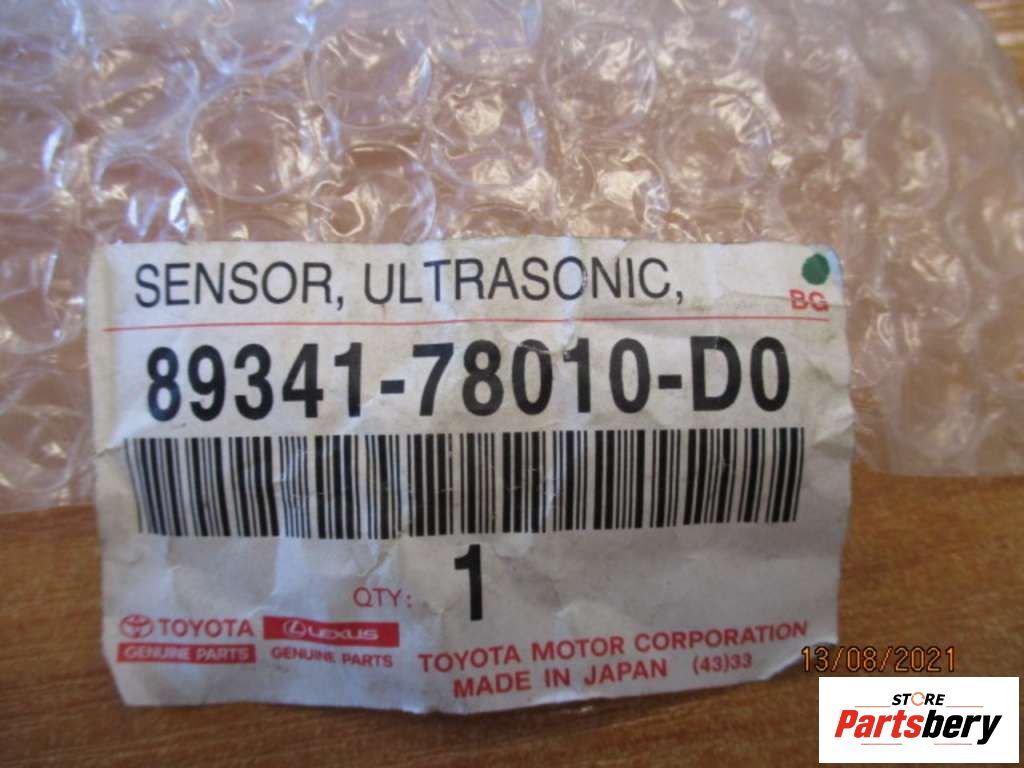 SENSOR, ULTRASONIC,
BG
89341-78010-D0
QTY: 1
TOYOTA LEXUS
GENUINE PARTS GENUINE PARTS
TOYOTA MOTOR CORPORATION
MADE IN JAPAN (43)33
13/08/2021
STORE
Partsbery